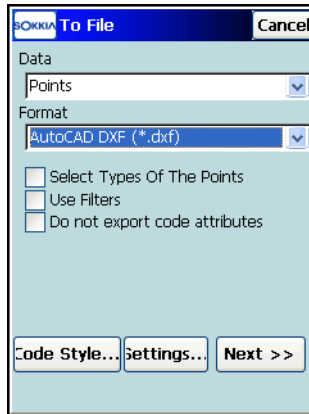 SOKKIA To File Cancel
Data
Points
Format
AutoCAD DXF (*.dxf)
Select Types Of The Points
Use Filters
Do not export code attributes
Code Style... Settings... Next >>